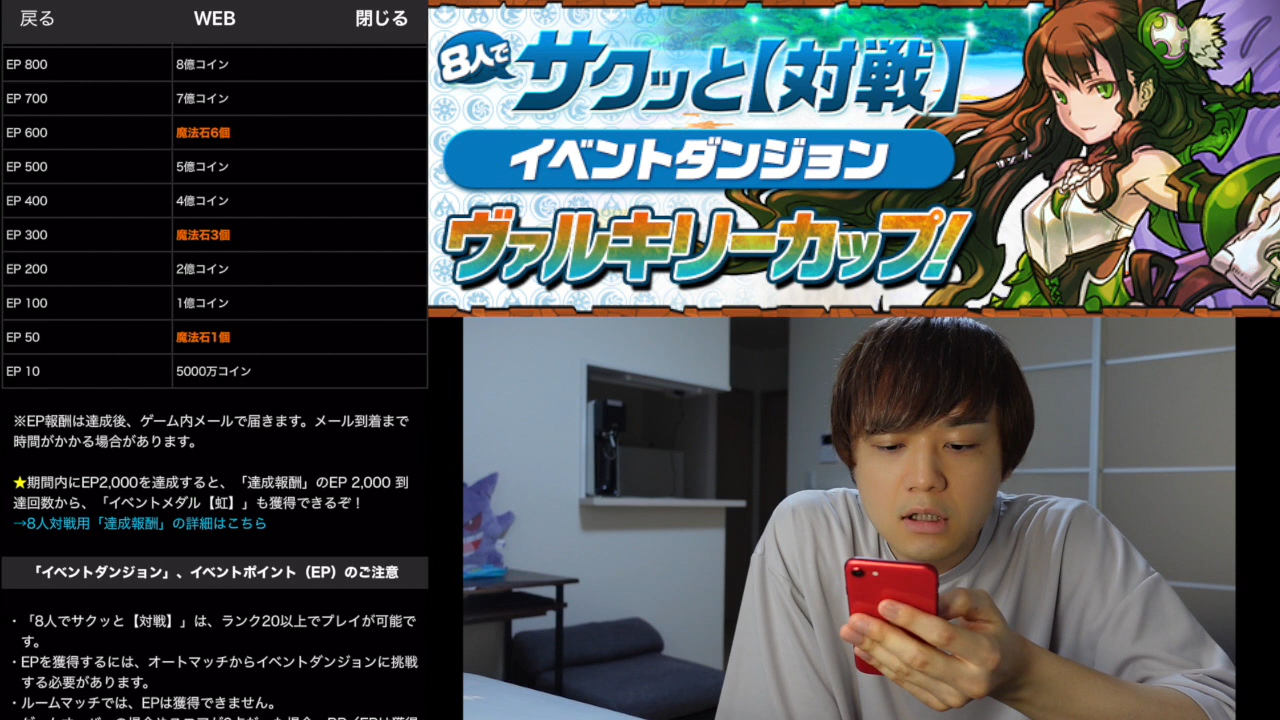 戻る WEB 閉じる
EP 800 8億コイン
EP 700 7億コイン
EP 600 魔法石6個
EP 500 5億コイン
EP 400 4億コイン
EP 300 魔法石3個
EP 200 2億コイン
EP 100 1億コイン
EP 50 魔法石1個
EP 10 5000万コイン
※EP報酬は達成後、ゲーム内メールで届きます。メール到着まで
時間がかかる場合があります。
★期間内にEP2,000を達成すると、「達成報酬」のEP 2,000 到
達回数から、「イベントメダル【虹】」も獲得できるぞ！
→8人対戦用「達成報酬」の詳細はこちら
「イベントダンジョン」、イベントポイント（EP）のご注意
・「8人でサクッと【対戦】」は、ランク20以上でプレイが可能で
す。
・EPを獲得するには、オートマッチからイベントダンジョンに挑戦
する必要があります。
・ルームマッチでは、EPは獲得できません。
8人で
サクッと【対戦】
イベントダンジョン
ヴァルキリーカップ!